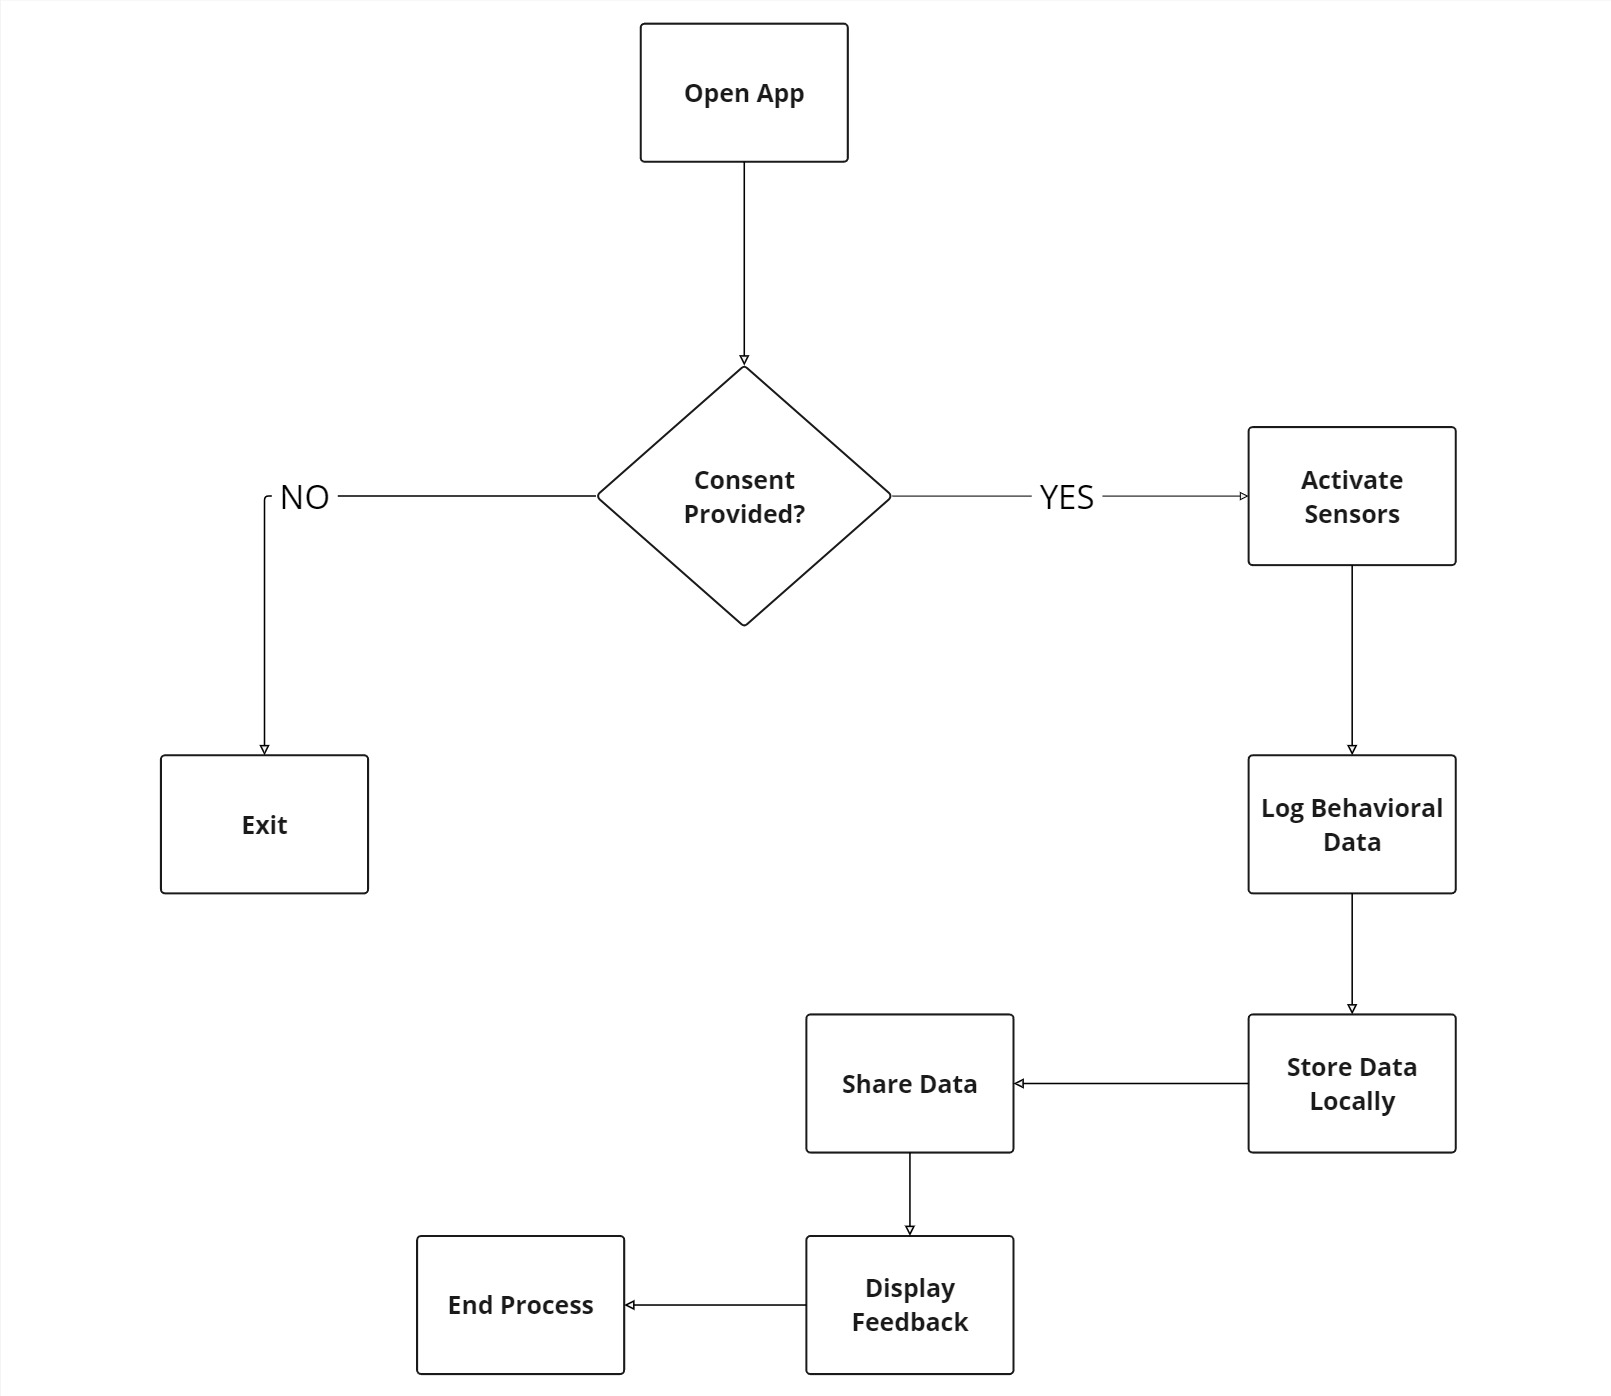 Open App
Consent
Provided?
NO
YES
Activate
Sensors
Exit
Log Behavioral
Data
Store Data
Locally
Share Data
Display
Feedback
End Process